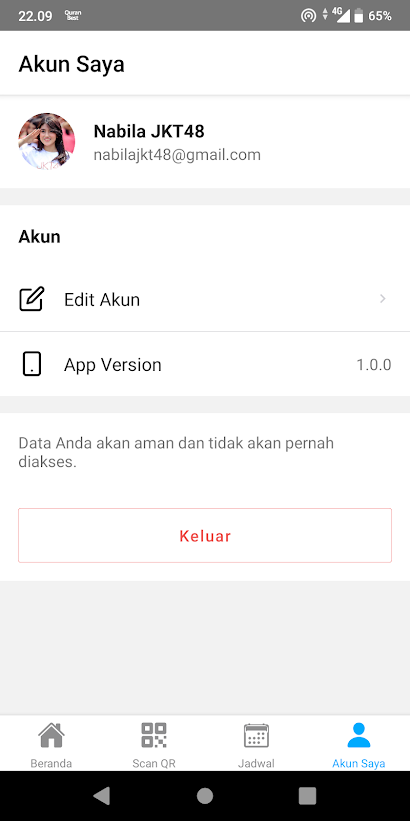 22.09 Quran Best 4G 65%
Akun Saya
Nabila JKT48
nabilajkt48@gmail.com
Akun
Edit Akun
App Version 1.0.0
Data Anda akan aman dan tidak akan pernah
diakses.
Keluar
Beranda Scan QR Jadwal Akun Saya